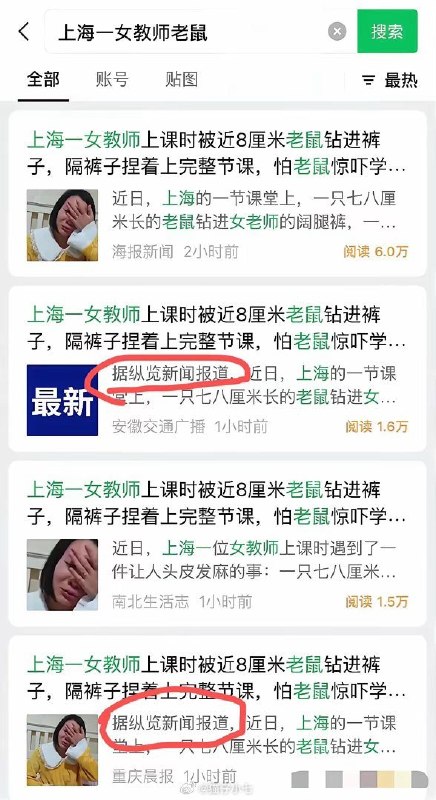 上海一女教师老鼠
搜索
全部 账号 贴图 最热
上海一女教师上课时被近8厘米老鼠钻进裤
子，隔裤子捏着上完整节课，怕老鼠惊吓学…
近日，上海的一节课堂上，一只七八厘
米长的老鼠钻进女老师的阔腿裤，一…
海报新闻 2小时前 阅读 6.0万
上海一女教师上课时被近8厘米老鼠钻进裤
子，隔裤子捏着上完整节课，怕老鼠惊吓学…
最新
据纵览新闻报道，近日，上海的一节课
堂上，一只七八厘米长的老鼠钻进女…
安徽交通广播 1小时前 阅读 1.6万
上海一女教师上课时被近8厘米老鼠钻进裤
子，隔裤子捏着上完整节课，怕老鼠惊吓学…
近日，上海一位女教师上课时遇到了一
件让人头皮发麻的事：一只七八厘米…
南北生活志 1小时前 阅读 1.5万
上海一女教师上课时被近8厘米老鼠钻进裤
子，隔裤子捏着上完整节课，怕老鼠惊吓学…
据纵览新闻报道，近日，上海的一节课
堂上，一只七八厘米长的老鼠钻进女…
重庆晨报 1小时前